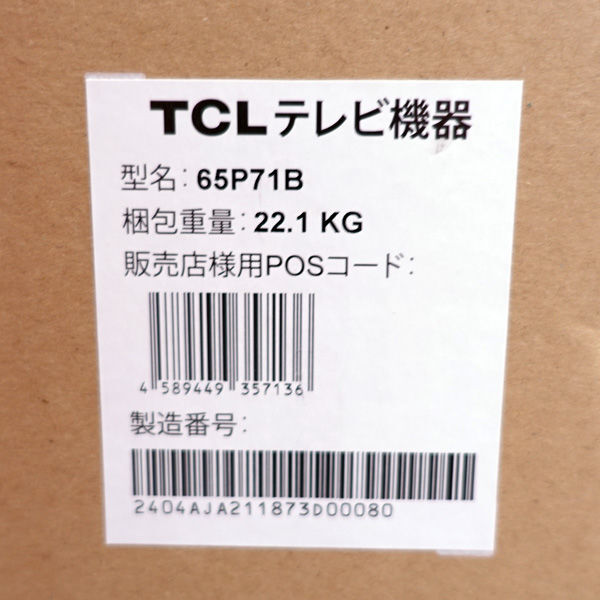 TCLテレビ機器
型名: 65P71B
梱包重量: 22.1 KG
販売店様用POSコード:
4 589449 357136
製造番号:
2404AJA211873D00080